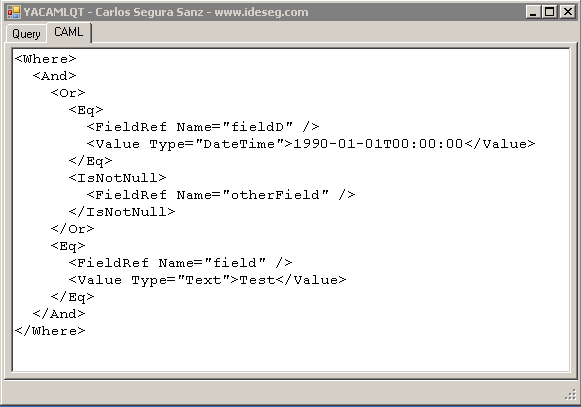 YACAMLQT - Carlos Segura Sanz - www.ideseg.com
Query CAML
<Where>
  <And>
    <Or>
      <Eq>
        <FieldRef Name="fieldD" />
        <Value Type="DateTime">1990-01-01T00:00:00</Value>
      </Eq>
      <IsNotNull>
        <FieldRef Name="otherField" />
      </IsNotNull>
    </Or>
    <Eq>
      <FieldRef Name="field" />
      <Value Type="Text">Test</Value>
    </Eq>
  </And>
</Where>